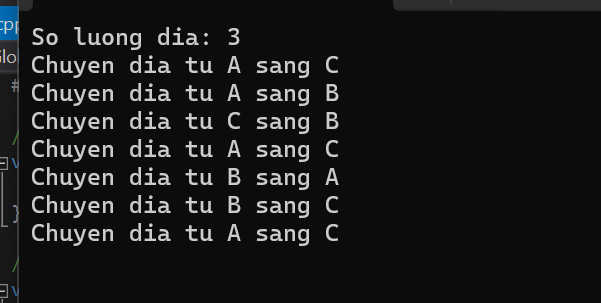 So luong dia: 3
Chuyen dia tu A sang C
Chuyen dia tu A sang B
Chuyen dia tu C sang B
Chuyen dia tu A sang C
Chuyen dia tu B sang A
Chuyen dia tu B sang C
Chuyen dia tu A sang C